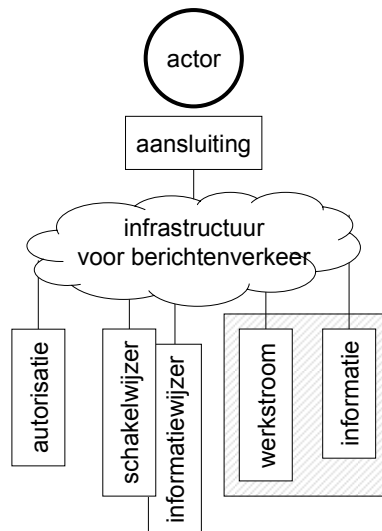 actor
aansluiting
infrastructuur
voor berichtenverkeer
autorisatie
schakelwijzer
informatiewijzer
werkstroom
informatie